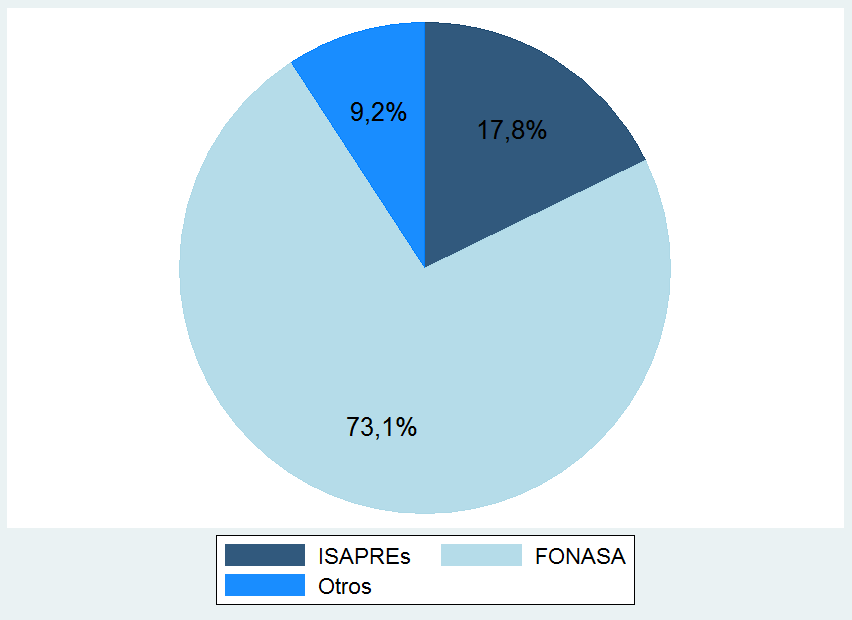 9,2%
17,8%
73,1%
ISAPREs FONASA
Otros